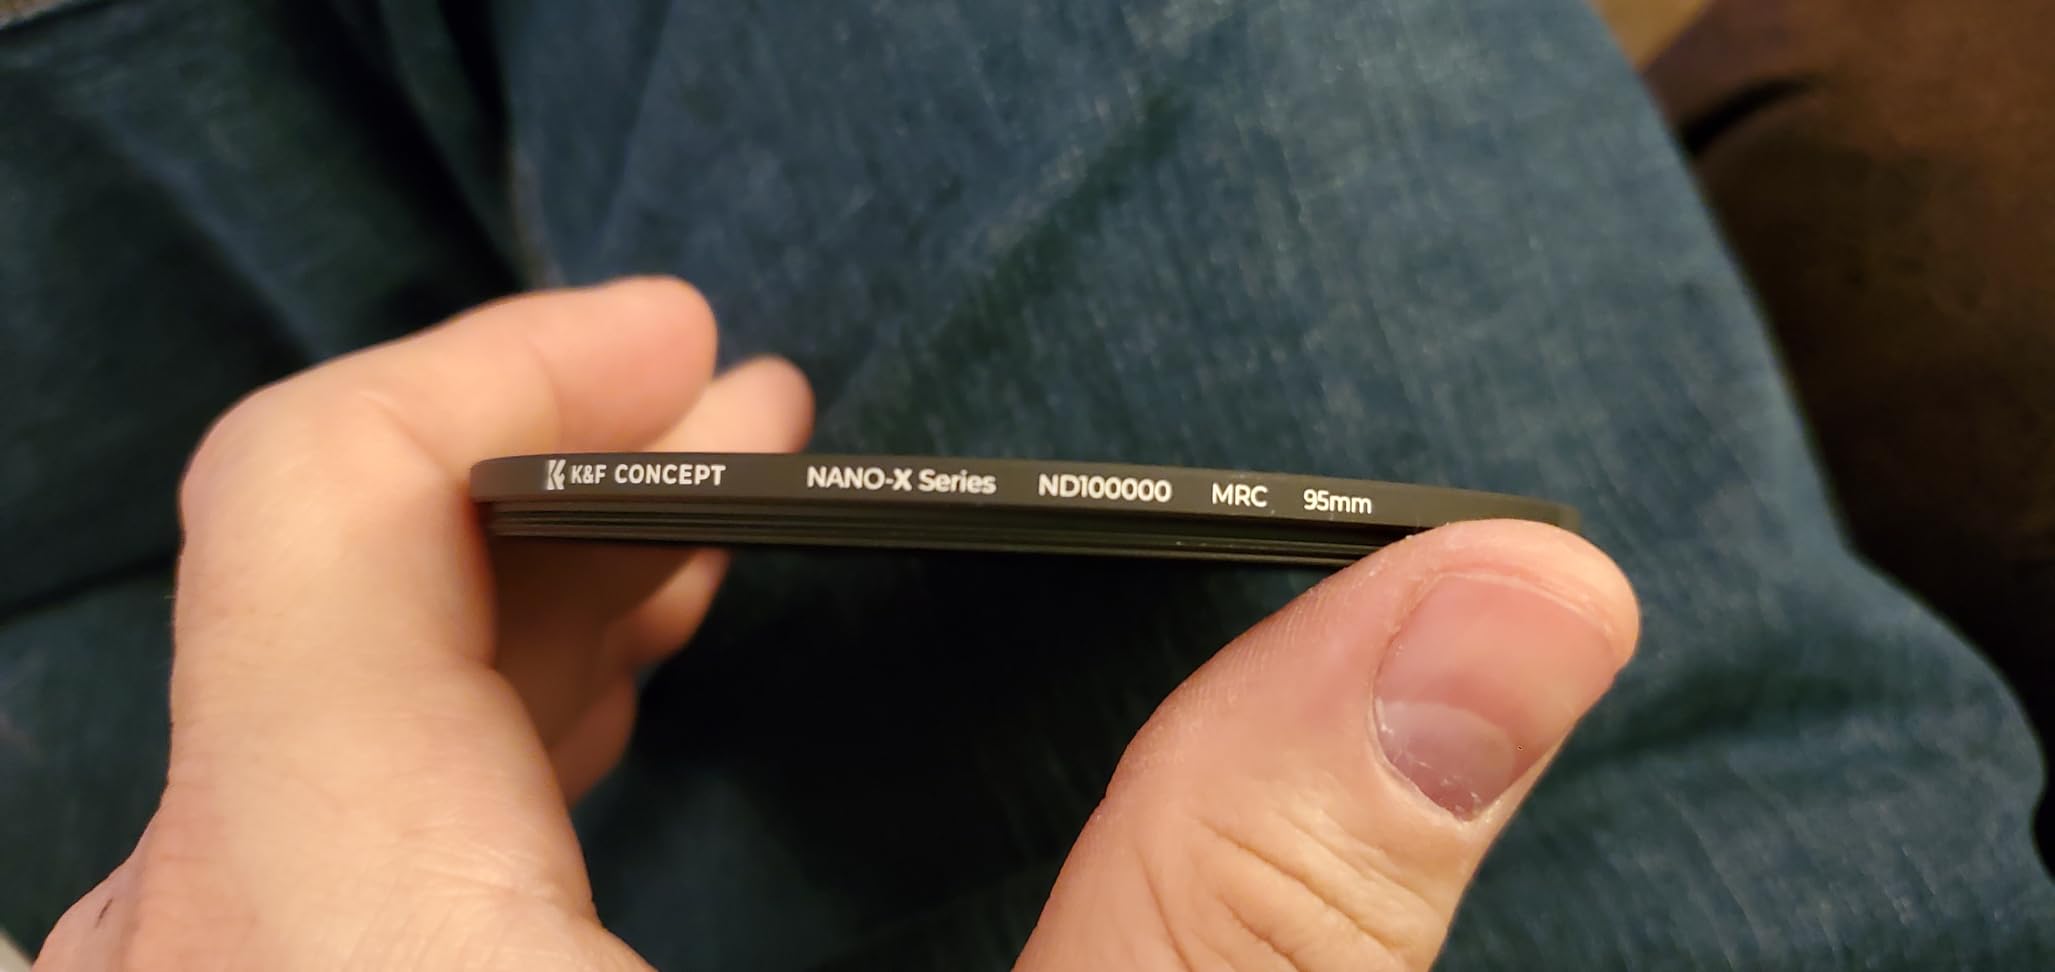 K&F CONCEPT NANO-X Series ND100000 MRC 95mm